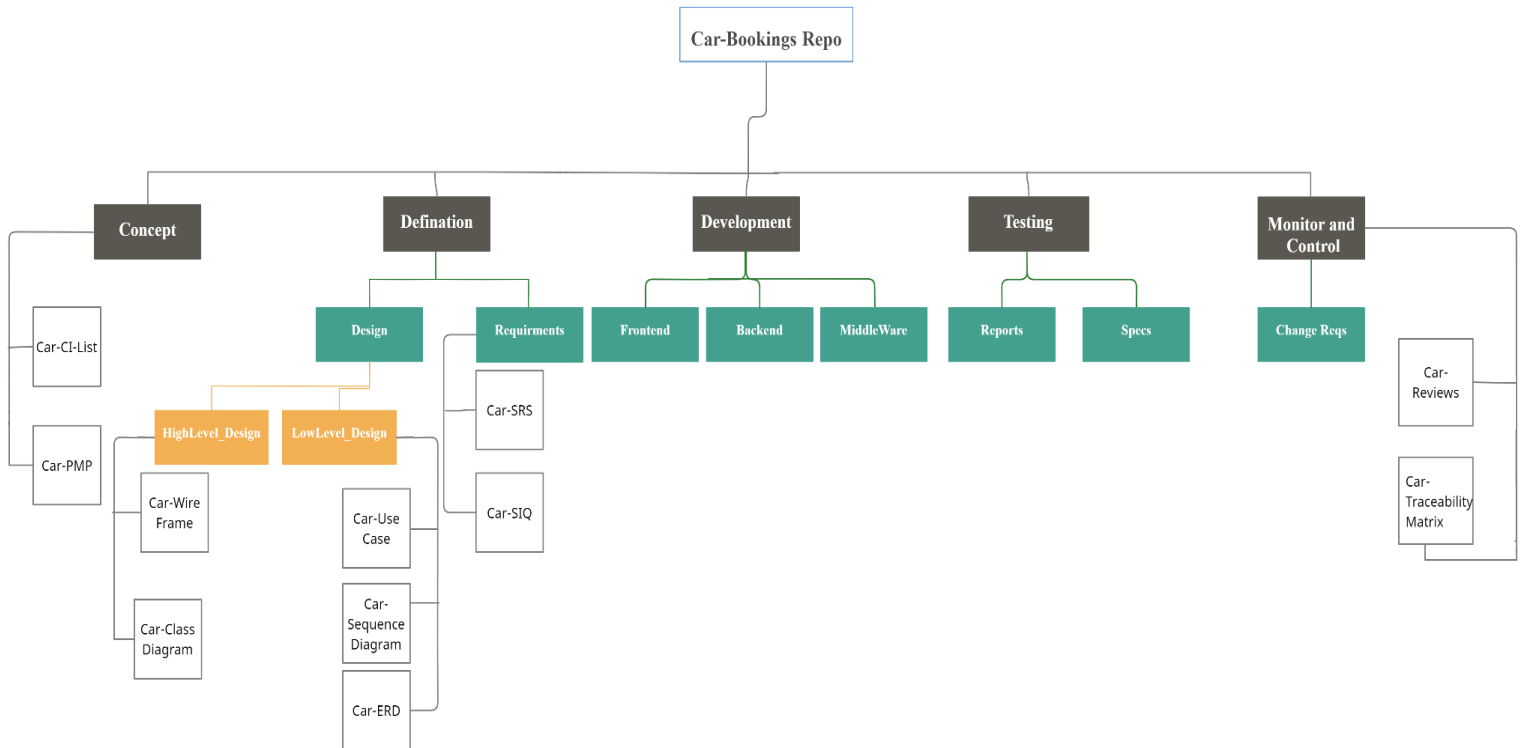 Car-Bookings Repo
Concept
Defination
Development
Testing
Monitor and
Control
Design
Requirments
Frontend
Backend
MiddleWare
Reports
Specs
Change Reqs
Car-CI-List
Car-
Reviews
Car-SRS
HighLevel_Design
LowLevel_Design
Car-PMP
Car-
Traceability
Matrix
Car-Wire
Frame
Car-SIQ
Car-Use
Case
Car-Class
Diagram
Car-
Sequence
Diagram
Car-ERD